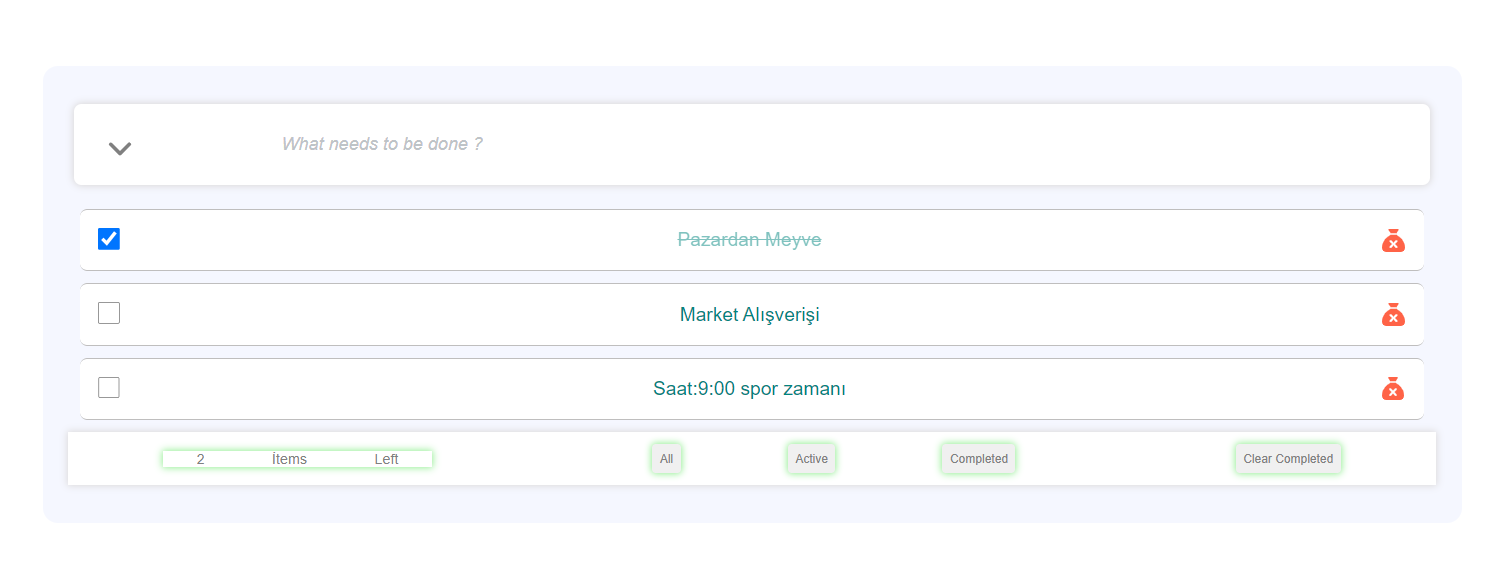 What needs to be done ?
Pazardan Meyve
Market Alışverişi
Saat:9:00 spor zamanı
2 İtems Left All Active Completed Clear Completed